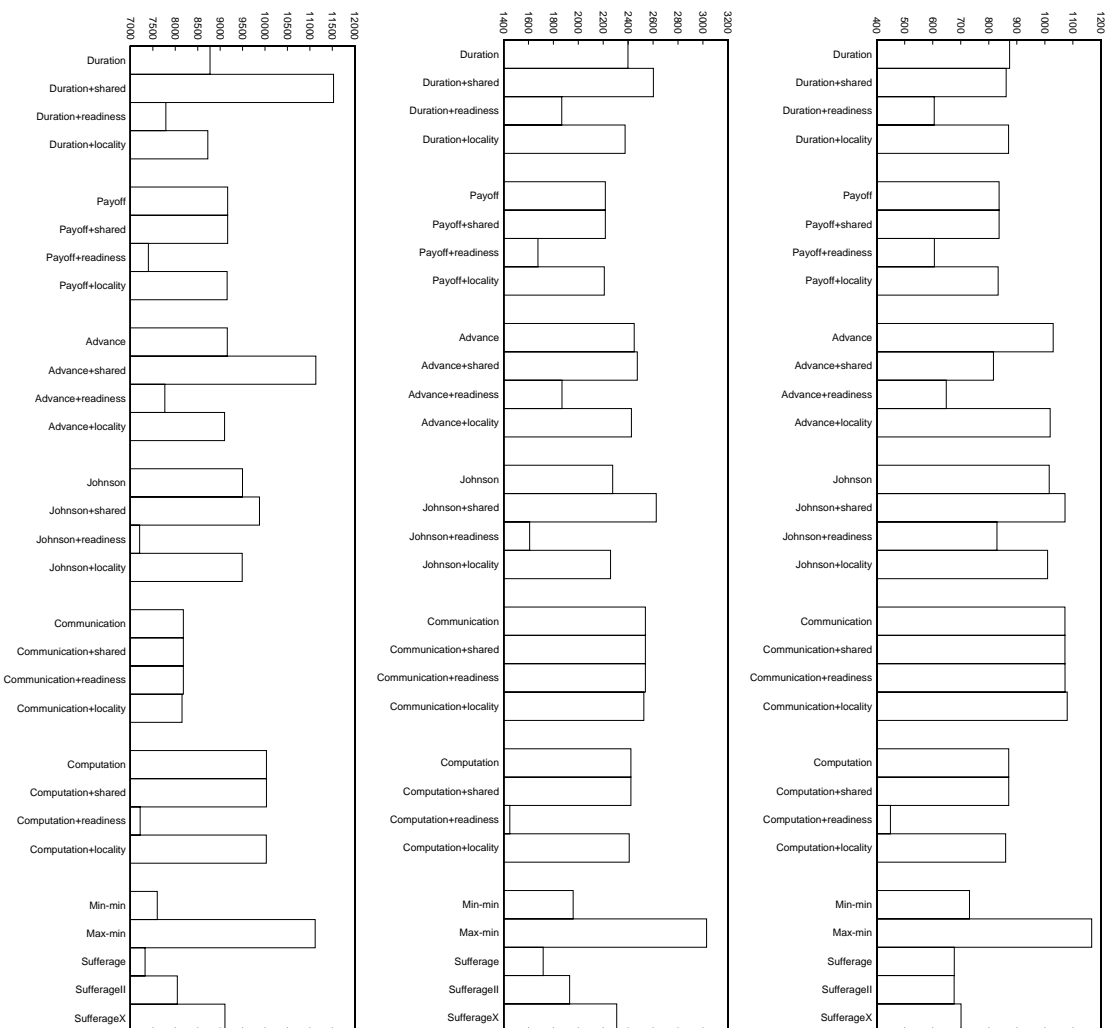 7000 7500 8000 8500 9000 9500 10000 10500 11000 11500 12000
Duration
Duration+shared
Duration+readiness
Duration+locality
Payoff
Payoff+shared
Payoff+readiness
Payoff+locality
Advance
Advance+shared
Advance+readiness
Advance+locality
Johnson
Johnson+shared
Johnson+readiness
Johnson+locality
Communication
Communication+shared
Communication+readiness
Communication+locality
Computation
Computation+shared
Computation+readiness
Computation+locality
Min-min
Max-min
Sufferage
SufferageII
SufferageX
1400 1600 1800 2000 2200 2400 2600 2800 3000 3200
Duration
Duration+shared
Duration+readiness
Duration+locality
Payoff
Payoff+shared
Payoff+readiness
Payoff+locality
Advance
Advance+shared
Advance+readiness
Advance+locality
Johnson
Johnson+shared
Johnson+readiness
Johnson+locality
Communication
Communication+shared
Communication+readiness
Communication+locality
Computation
Computation+shared
Computation+readiness
Computation+locality
Min-min
Max-min
Sufferage
SufferageII
SufferageX
400 500 600 700 800 900 1000 1100 1200
Duration
Duration+shared
Duration+readiness
Duration+locality
Payoff
Payoff+shared
Payoff+readiness
Payoff+locality
Advance
Advance+shared
Advance+readiness
Advance+locality
Johnson
Johnson+shared
Johnson+readiness
Johnson+locality
Communication
Communication+shared
Communication+readiness
Communication+locality
Computation
Computation+shared
Computation+readiness
Computation+locality
Min-min
Max-min
Sufferage
SufferageII
SufferageX